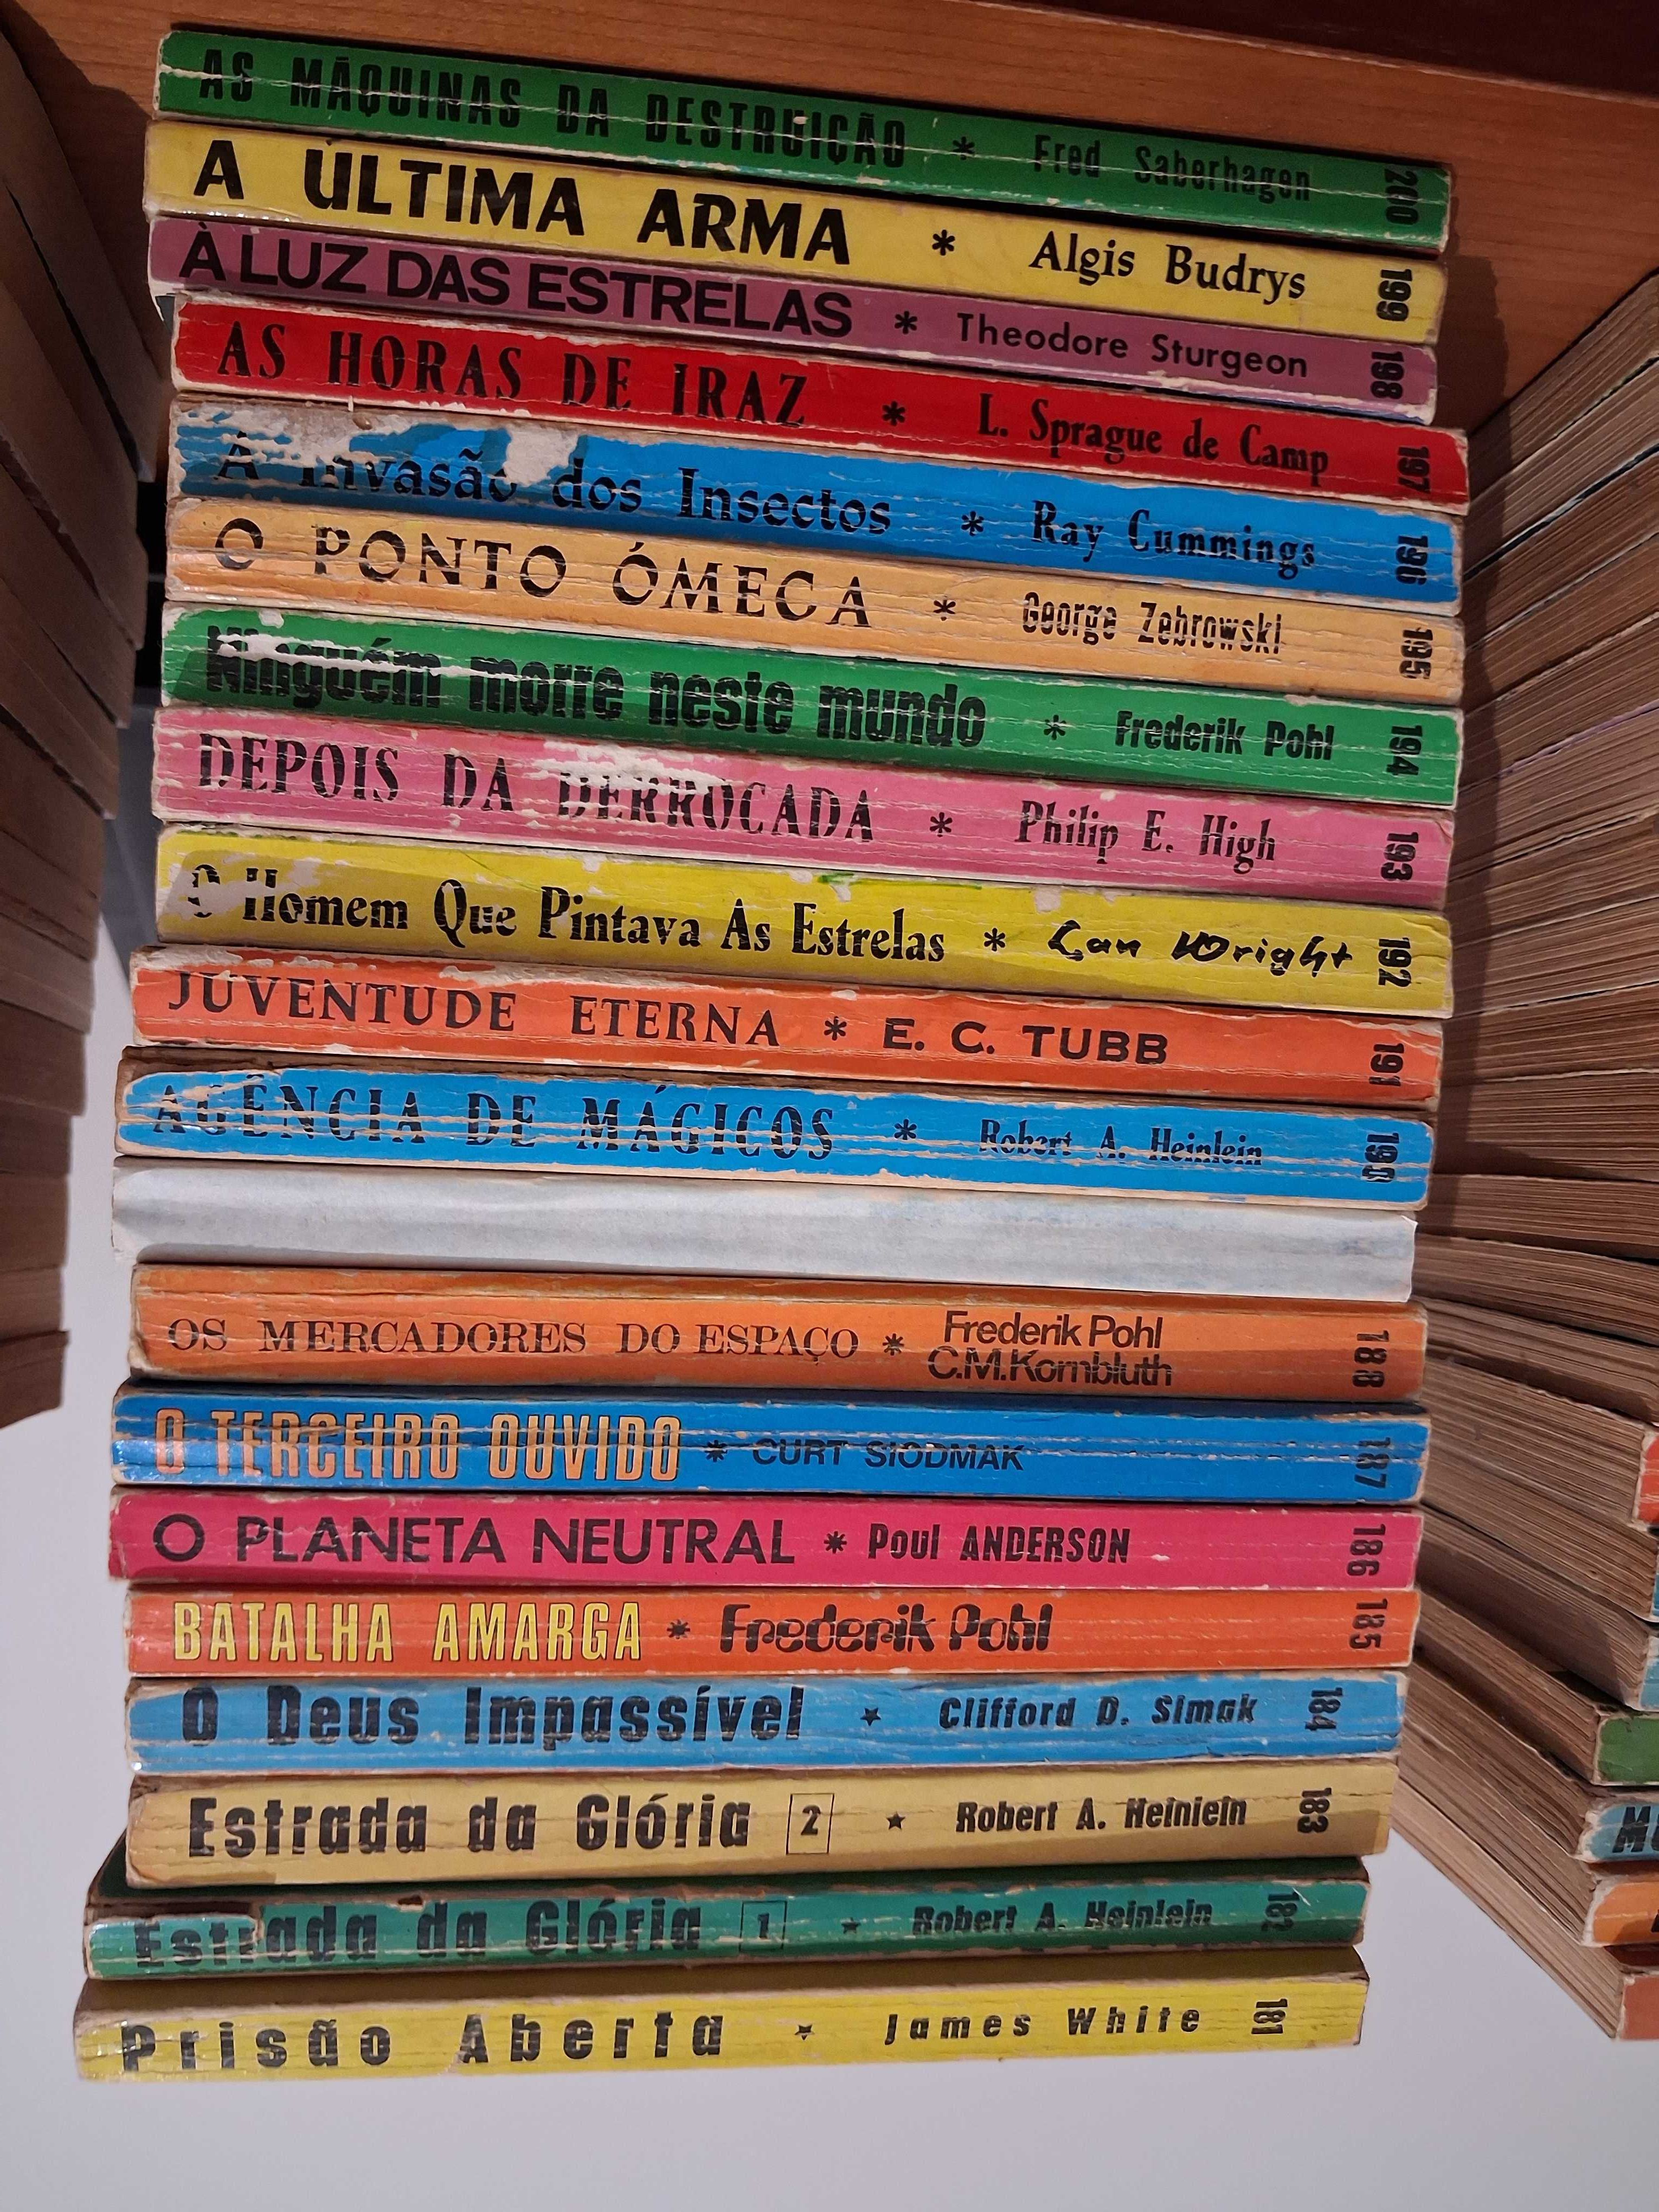 AS MÁQUINAS DA DESTRUIÇÃO * Fred Saberhagen 200
A ÚLTIMA ARMA * Algis Budrys 199
À LUZ DAS ESTRELAS * Theodore Sturgeon 198
AS HORAS DE IRAZ * L. Sprague de Camp 197
A Invasão dos Insectos * Ray Cummings 196
O PONTO ÓMEGA * George Zebrowski 195
Ninguém morre neste mundo * Frederik Pohl 194
DEPOIS DA DERROCADA * Philip E. High 193
O Homem Que Pintava As Estrelas * Lan Wright 192
JUVENTUDE ETERNA * E. C. TUBB 191
AGÊNCIA DE MÁGICOS * Robert A. Heinlein 190
OS MERCADORES DO ESPAÇO * Frederik Pohl C.M.Kornbluth 188
O TERCEIRO OUVIDO * CURT SIODMAK 187
O PLANETA NEUTRAL * Poul ANDERSON 186
BATALHA AMARGA * Frederik Pohl 185
O Deus Impassível ★ Clifford D. Simak 184
Estrada da Glória 2 ★ Robert A. Heinlein 183
Estrada da Glória 1 ★ Robert A. Heinlein 182
Prisão Aberta ★ James White 181